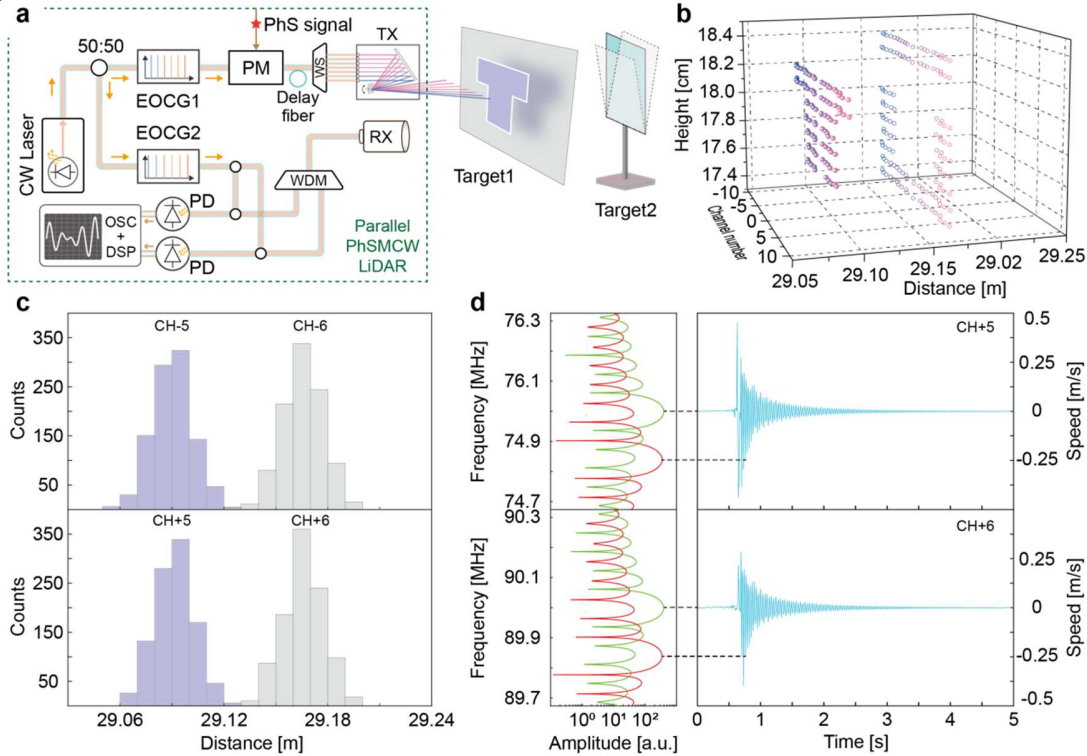 a
PhS signal
50:50
EOCG1
PM
WS
TX
Delay
fiber
EOCG2
CW Laser
RX
WDM
PD
OSC
+
DSP
PD
Parallel
PhSMCW
LiDAR
Target1
Target2
b
Height [cm]
18.4
18.2
18.0
17.8
17.6
17.4
-10
-5
0
5
10
Channel number
29.05
29.12
29.16
29.02
29.25
Distance [m]
c
CH-5
CH-6
Counts
350
250
150
50
CH+5
CH+6
Counts
350
250
150
50
29.06
29.12
29.18
29.24
Distance [m]
d
Frequency [MHz]
76.3
76.1
74.9
74.7
CH+5
0.5
0.25
0
-0.25
Speed [m/s]
Frequency [MHz]
90.3
90.1
89.9
89.7
CH+6
0.25
0
-0.25
-0.5
Speed [m/s]
10⁰
10¹
10²
Amplitude [a.u.]
0
1
2
3
4
5
Time [s]